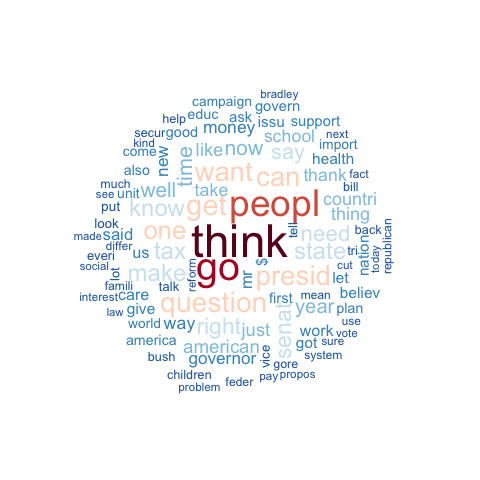 bradley
campaign
govern
help
educ
ask
issu
support
secur
good
money
kind
next
come
new
time
like
now
school
import
say
health
also
want
can
thank
fact
much
see
unit
well
take
bill
countri
put
know
get
peopl
thing
look
one
tell
back
made
said
think
need
nation
today
republican
differ
us
tax
$
state
tri
everi
go
social
lot
make
reform
mr
presid
cut
let
famili
talk
interest
care
question
first
mean
believ
law
give
year
plan
world
way
right
just
senat
use
work
vote
america
american
got
sure
bush
governor
vice
gore
system
children
feder
pay
propos
problem